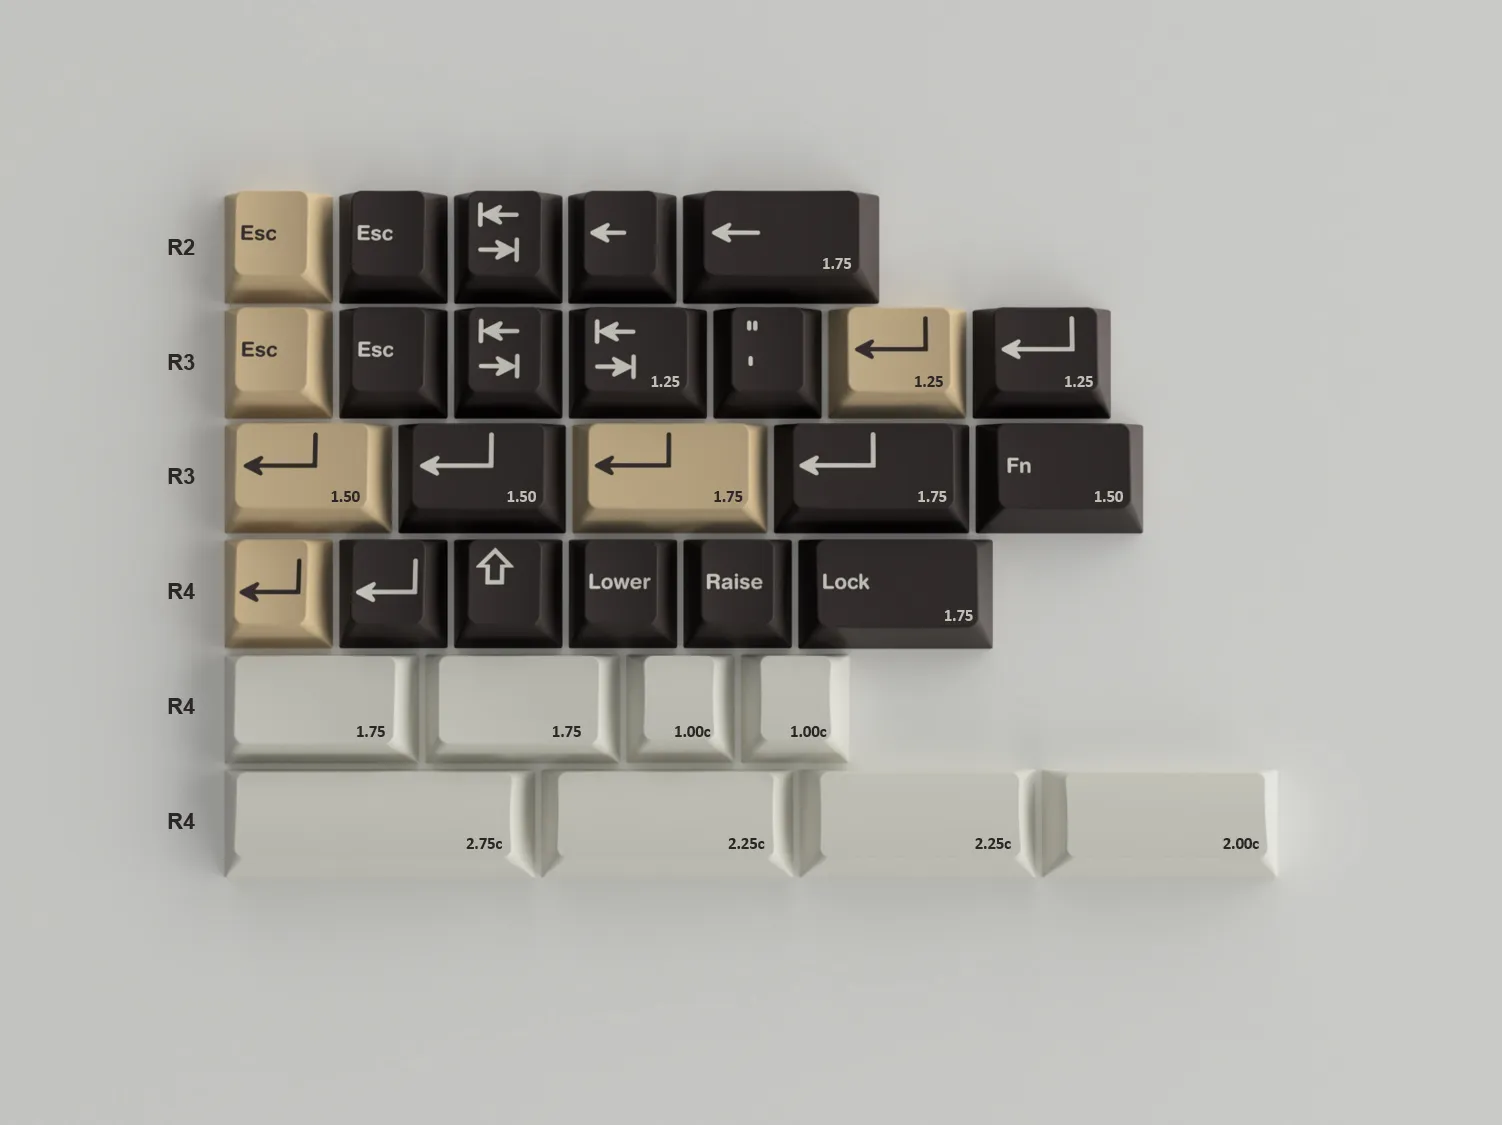 R2 Esc Esc ← 1.75
R3 Esc Esc 1.25 " ' 1.25 1.25
R3 1.50 1.50 1.75 1.75 Fn 1.50
R4 Lower Raise Lock 1.75
R4 1.75 1.75 1.00c 1.00c
R4 2.75c 2.25c 2.25c 2.00c